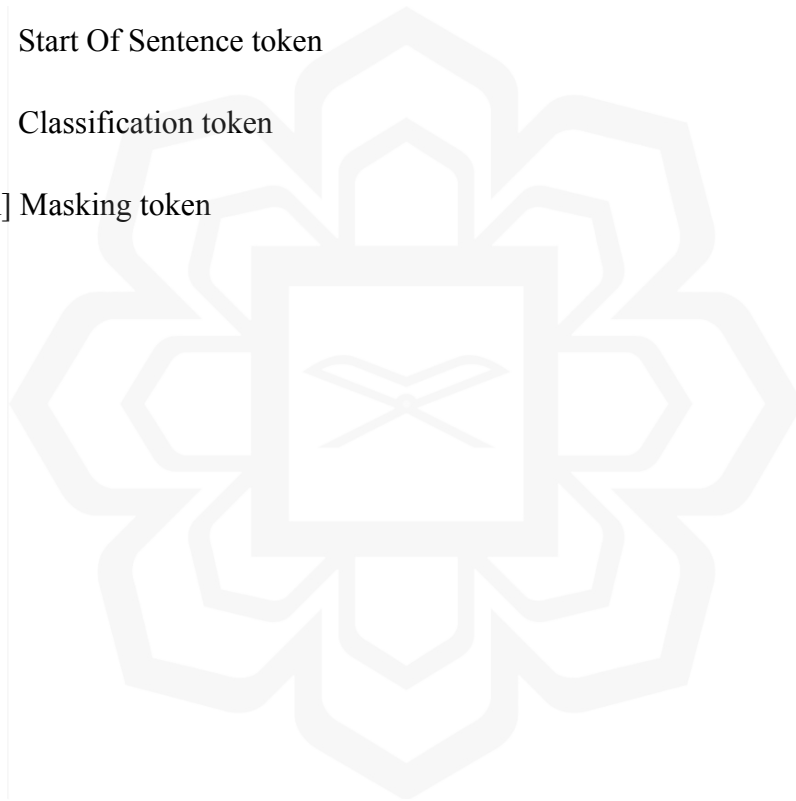 Start Of Sentence token
Classification token
] Masking token